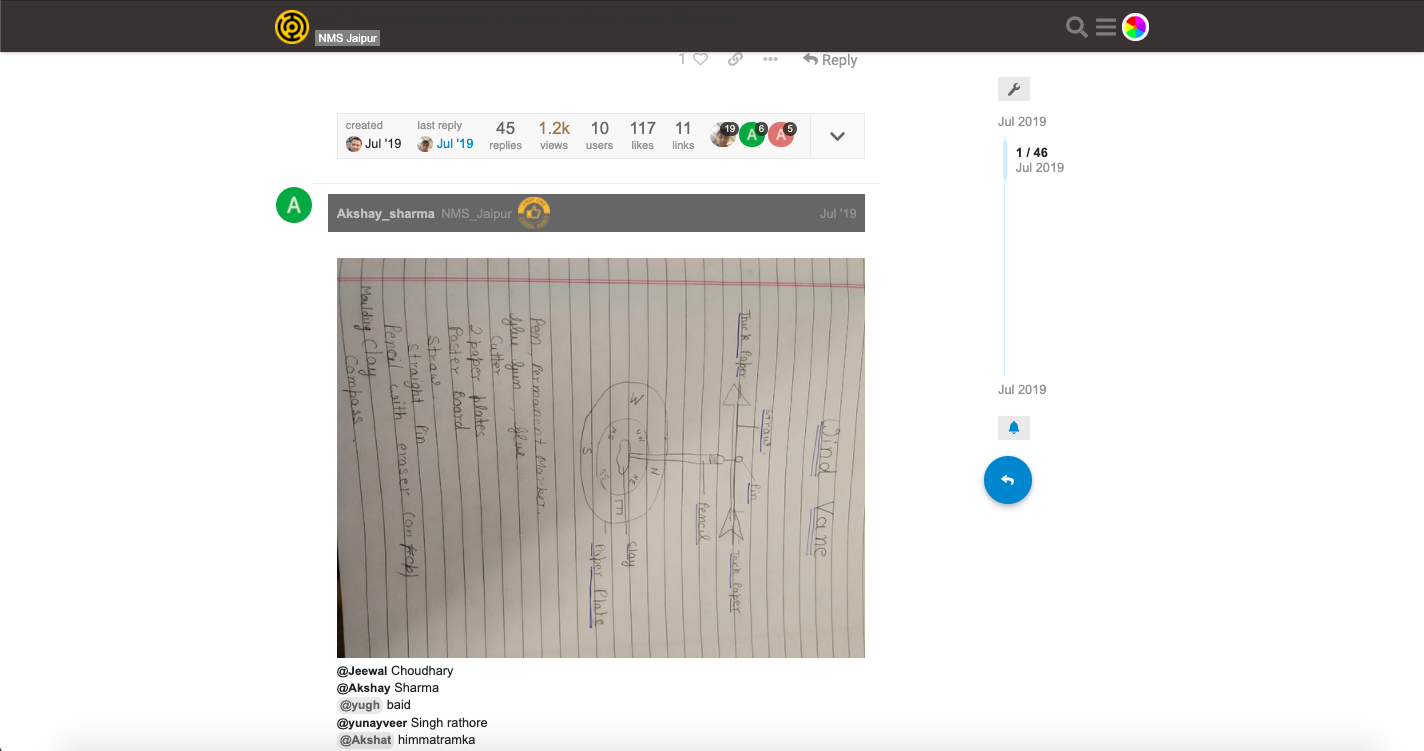 NMS Jaipur
1
Reply
created
Jul '19
last reply
Jul '19
45
replies
1.2k
views
10
users
117
likes
11
links
19
A
6
A
5
A
Akshay_sharma NMS_Jaipur
Jul '19
Wind Vane
Thick Paper
Straw
Pin
Thick Paper
Pencil
W
N
S
E
NW
NE
Clay
Paper Plate
Pen, Permanent Marker,
Glue Gun, Glue
Cutter
2 paper plates
Poster Board
Straw
Straight Pin
Pencil with eraser (on top)
Moulding Clay
Compass.
@Jeewal Choudhary
@Akshay Sharma
@yugh baid
@yunayveer Singh rathore
@Akshat himmatramka
Jul 2019
1 / 46
Jul 2019
Jul 2019